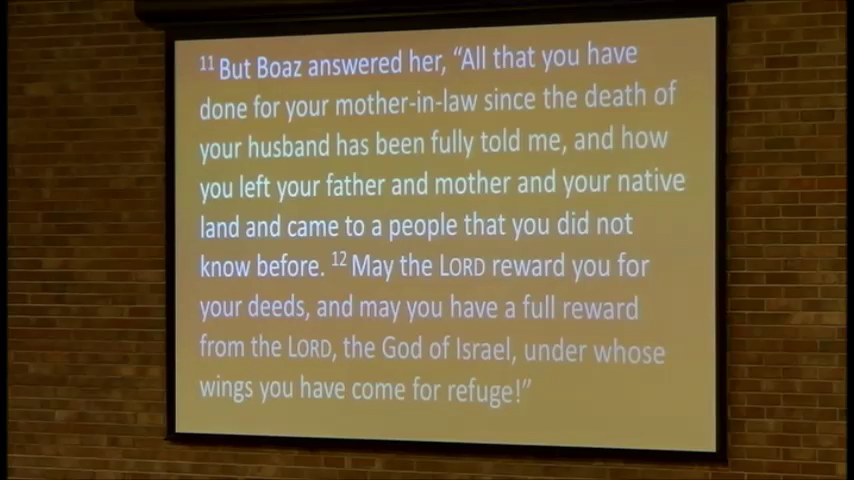 11 But Boaz answered her, “All that you have
done for your mother-in-law since the death of
your husband has been fully told me, and how
you left your father and mother and your native
land and came to a people that you did not
know before. 12 May the LORD reward you for
your deeds, and may you have a full reward
from the LORD, the God of Israel, under whose
wings you have come for refuge!”